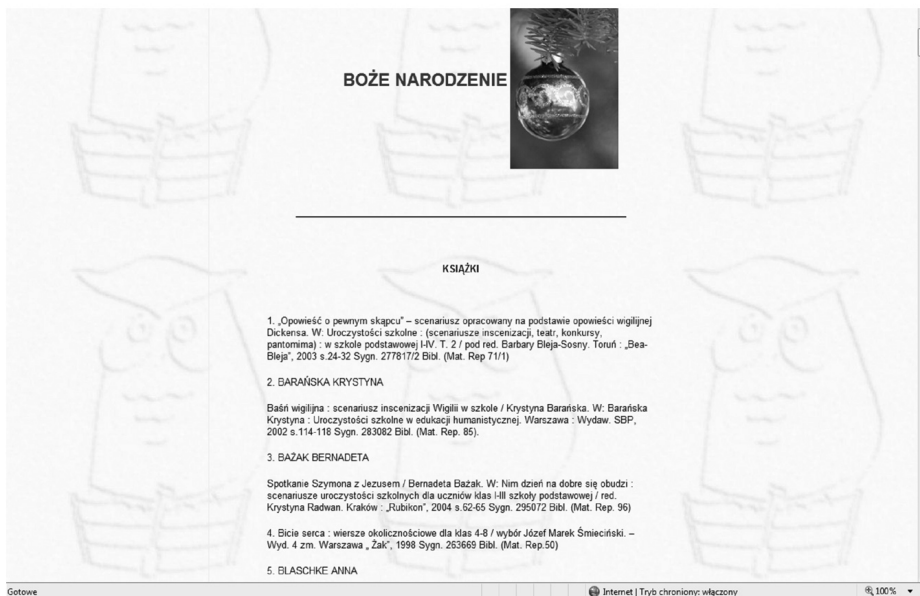 BOŻE NARODZENIE
KSIĄŻKI
1. „Opowieść o pewnym skąpcu” – scenariusz opracowany na podstawie opowieści wigilijnej
Dickensa. W: Uroczystości szkolne : (scenariusze inscenizacji, teatr, konkursy,
pantomima) : w szkole podstawowej I-IV. T. 2 / pod red. Barbary Bleja-Sosny. Toruń : „Bea-
Bleja”, 2003 s.24-32 Sygn. 277817/2 Bibl. (Mat. Rep 71/1)
2. BARAŃSKA KRYSTYNA
Baśń wigilijna : scenariusz inscenizacji Wigilii w szkole / Krystyna Barańska. W: Barańska
Krystyna : Uroczystości szkolne w edukacji humanistycznej. Warszawa : Wydaw. SBP,
2002 s.114-118 Sygn. 283082 Bibl. (Mat. Rep. 85).
3. BAŻAK BERNADETA
Spotkanie Szymona z Jezusem / Bernadeta Bażak. W: Nim dzień na dobre się obudzi :
scenariusze uroczystości szkolnych dla uczniów klas I-III szkoły podstawowej / red.
Krystyna Radwan. Kraków : „Rubikon”, 2004 s.62-65 Sygn. 295072 Bibl. (Mat. Rep. 96)
4. Bicie serca : wiersze okolicznościowe dla klas 4-8 / wybór Józef Marek Śmieciński. –
Wyd. 4 zm. Warszawa „ Żak”, 1998 Sygn. 263669 Bibl. (Mat. Rep.50)
5. BLASCHKE ANNA
Gotowe
Internet | Tryb chroniony: włączony
100%